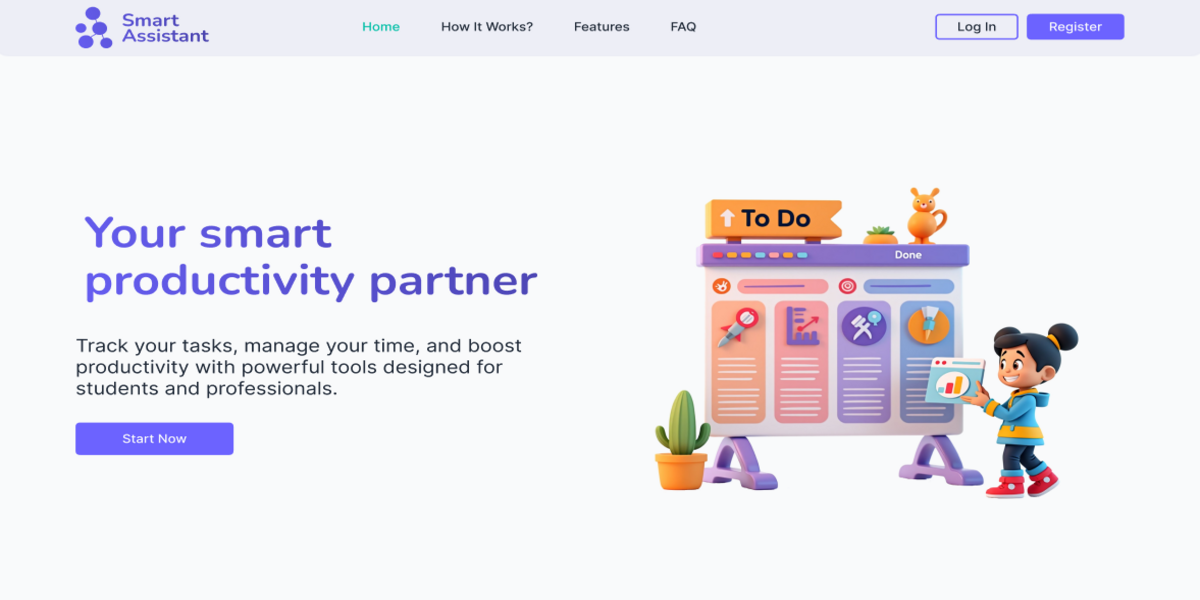 Smart
Assistant
Home
How It Works?
Features
FAQ
Log In
Register
Your smart
productivity partner
Track your tasks, manage your time, and boost
productivity with powerful tools designed for
students and professionals.
Start Now
To Do
Done